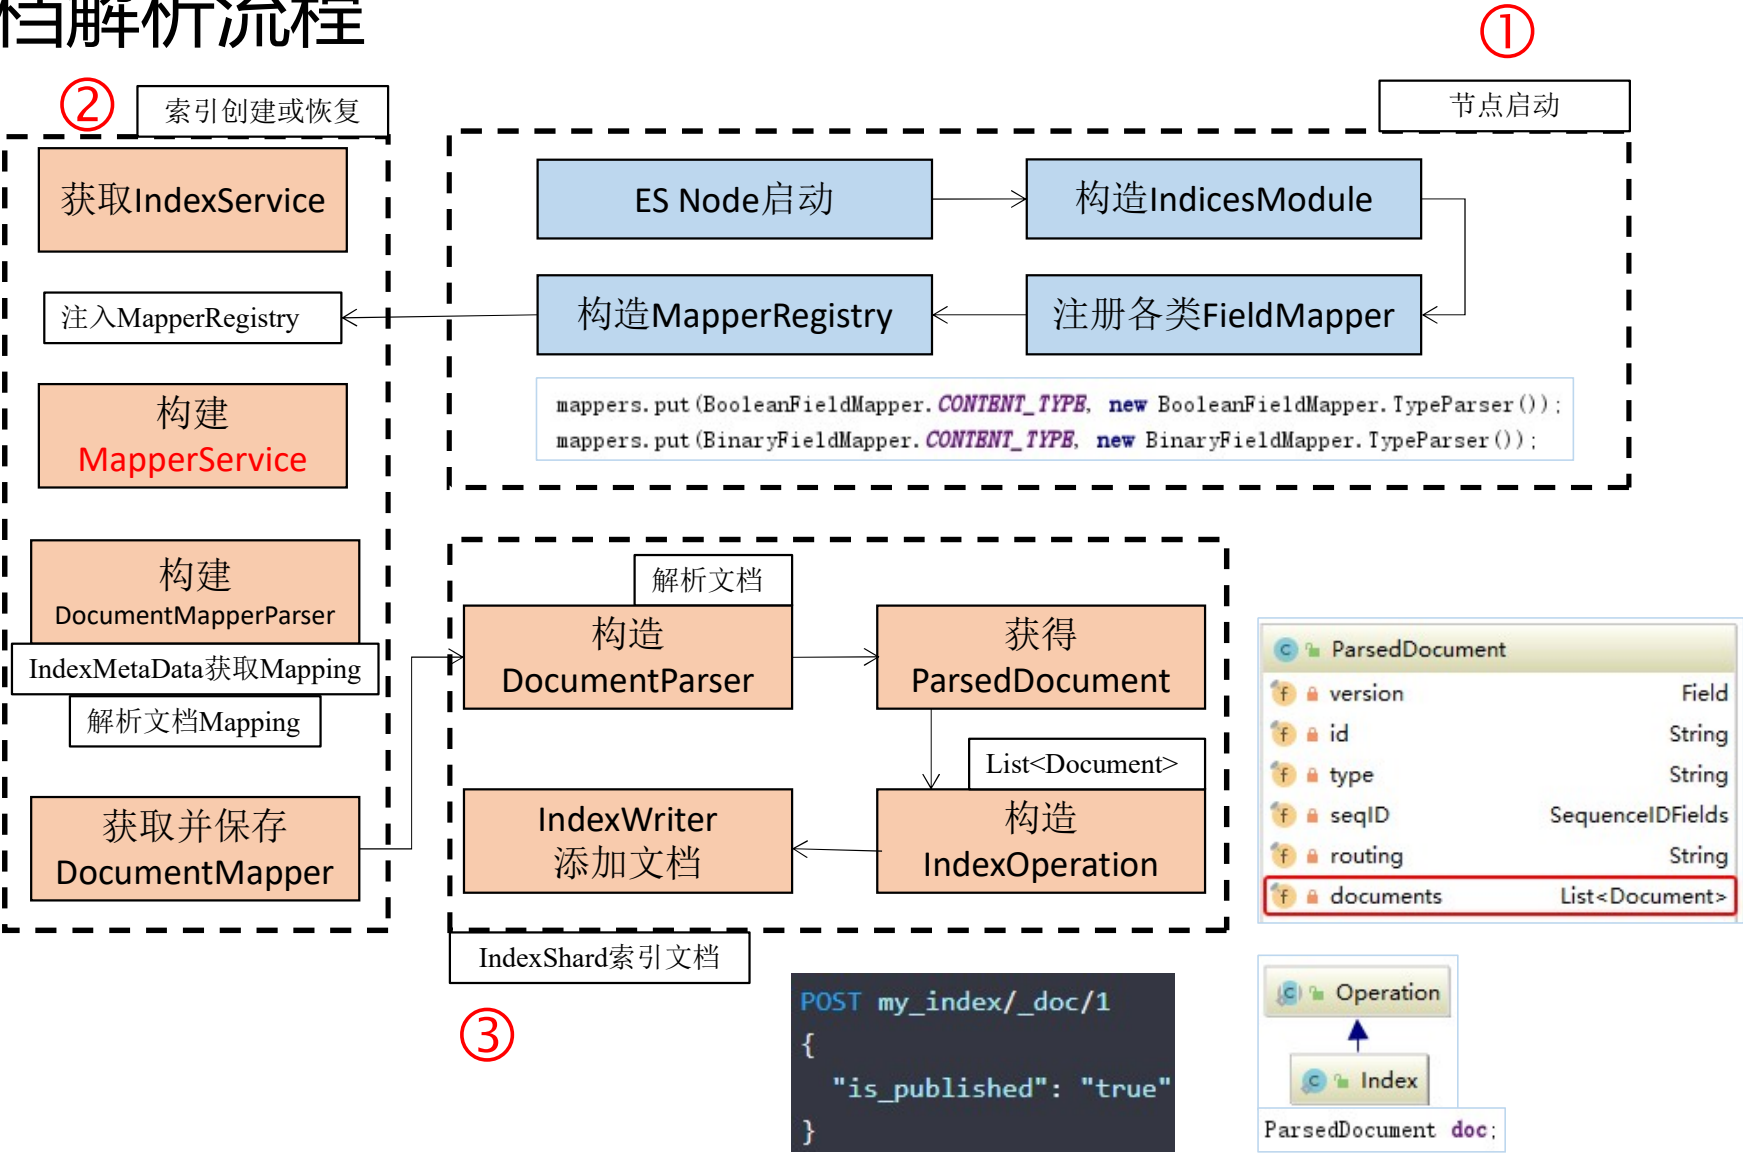 档解析流程
①
②
索引创建或恢复
节点启动
获取IndexService
ES Node启动
构造IndicesModule
注入MapperRegistry
构造MapperRegistry
注册各类FieldMapper
mappers.put(BooleanFieldMapper.CONTENT_TYPE, new BooleanFieldMapper.TypeParser());
mappers.put(BinaryFieldMapper.CONTENT_TYPE, new BinaryFieldMapper.TypeParser());
构建
MapperService
构建
DocumentMapperParser
IndexMetaData获取Mapping
解析文档Mapping
获取并保存
DocumentMapper
解析文档
构造
DocumentParser
获得
ParsedDocument
List<Document>
IndexWriter
添加文档
构造
IndexOperation
IndexShard索引文档
③
POST my_index/_doc/1
{
"is_published": "true"
}
ParsedDocument
version Field
id String
type String
seqID SequenceIDFields
routing String
documents List<Document>
Operation
Index
ParsedDocument doc;